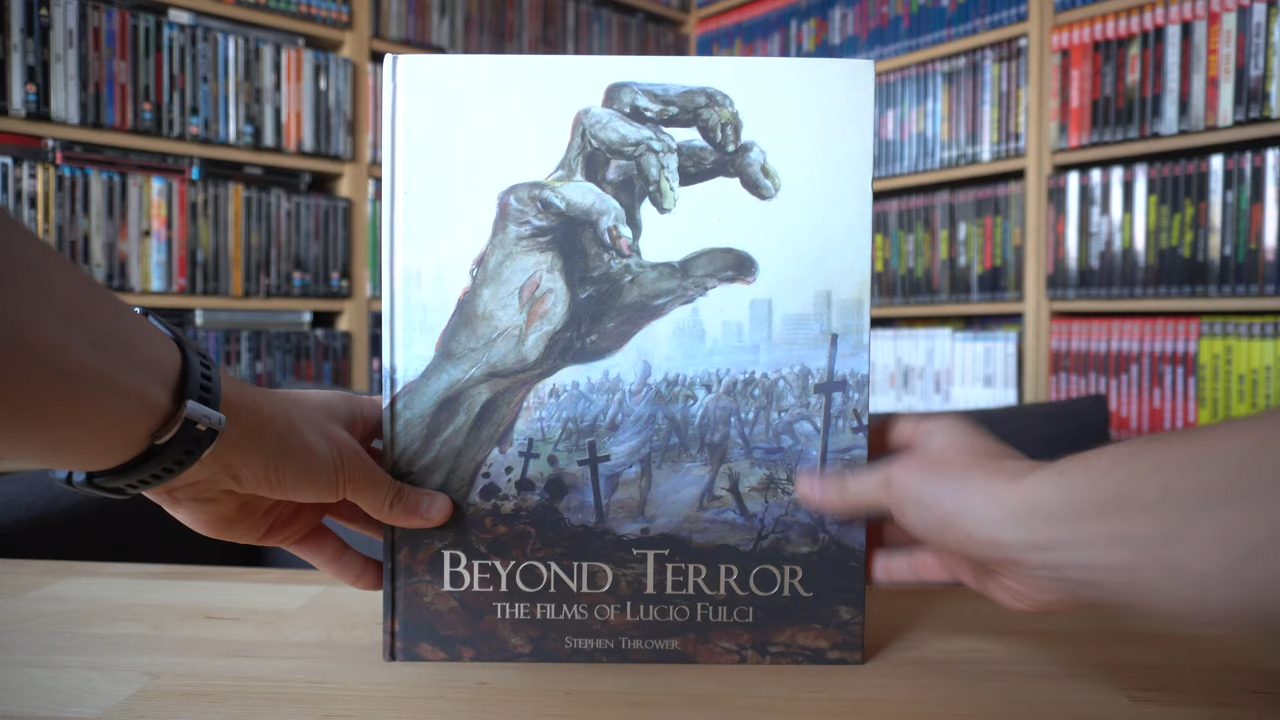 BEYOND TERROR
THE FILMS OF LUCIO FULCI
STEPHEN THROWER